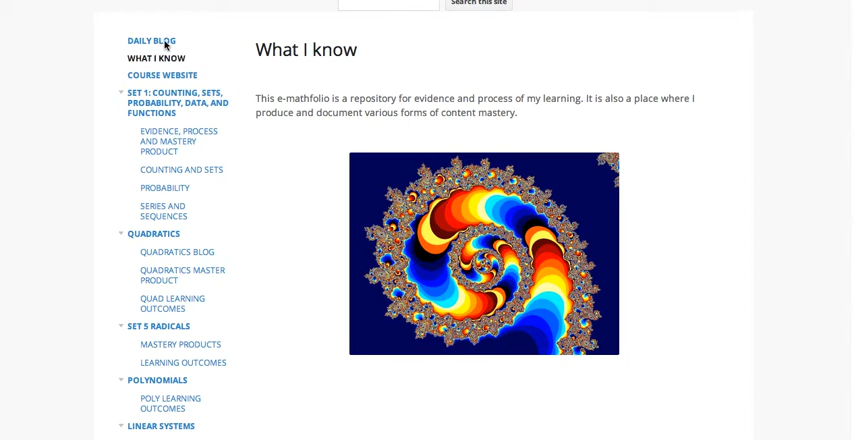 Search this site
DAILY BLOG
WHAT I KNOW
COURSE WEBSITE
SET 1: COUNTING, SETS,
PROBABILITY, DATA, AND
FUNCTIONS
EVIDENCE, PROCESS
AND MASTERY
PRODUCT
COUNTING AND SETS
PROBABILITY
SERIES AND
SEQUENCES
QUADRATICS
QUADRATICS BLOG
QUADRATICS MASTER
PRODUCT
QUAD LEARNING
OUTCOMES
SET 5 RADICALS
MASTERY PRODUCTS
LEARNING OUTCOMES
POLYNOMIALS
POLY LEARNING
OUTCOMES
LINEAR SYSTEMS
What I know
This e-mathfolio is a repository for evidence and process of my learning. It is also a place where I
produce and document various forms of content mastery.